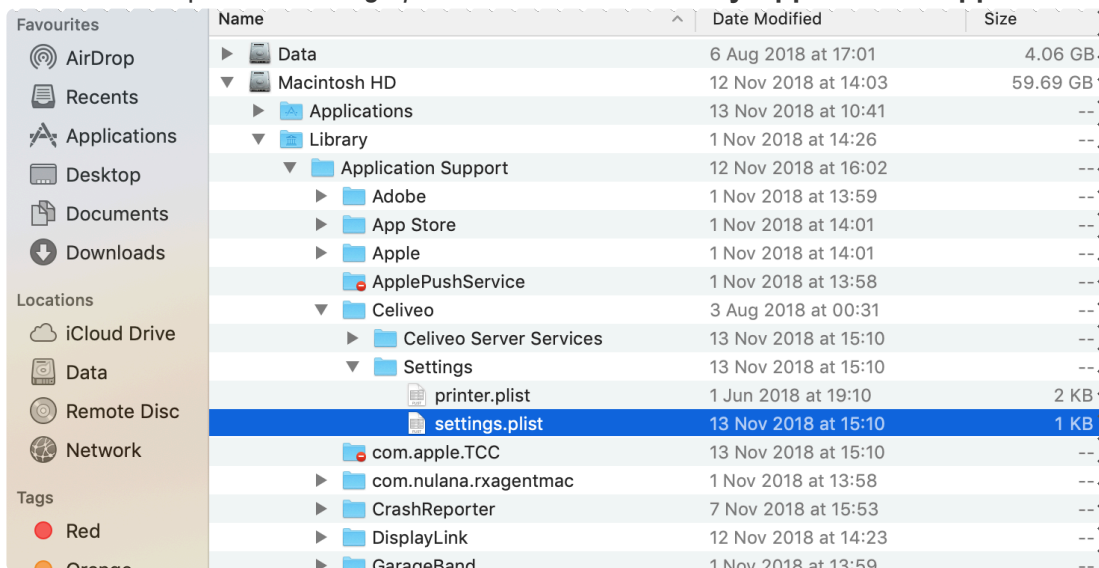 Favourites
AirDrop
Recents
Applications
Desktop
Documents
Downloads
Locations
iCloud Drive
Data
Remote Disc
Network
Tags
Red
Orange
Name Date Modified Size
Data 6 Aug 2018 at 17:01 4.06 GB
Macintosh HD 12 Nov 2018 at 14:03 59.69 GB
Applications 13 Nov 2018 at 10:41 --
Library 1 Nov 2018 at 14:26 --
Application Support 12 Nov 2018 at 16:02 --
Adobe 1 Nov 2018 at 13:59 --
App Store 1 Nov 2018 at 14:01 --
Apple 1 Nov 2018 at 14:01 --
ApplePushService 1 Nov 2018 at 13:58 --
Celiveo 3 Aug 2018 at 00:31 --
Celiveo Server Services 13 Nov 2018 at 15:10 --
Settings 13 Nov 2018 at 15:10 --
printer.plist 1 Jun 2018 at 19:10 2 KB
settings.plist 13 Nov 2018 at 15:10 1 KB
com.apple.TCC 13 Nov 2018 at 15:10 --
com.nulana.rxagentmac 1 Nov 2018 at 13:58 --
CrashReporter 7 Nov 2018 at 15:53 --
DisplayLink 12 Nov 2018 at 14:23 --
GarageBand 1 Nov 2018 at 13:59 --